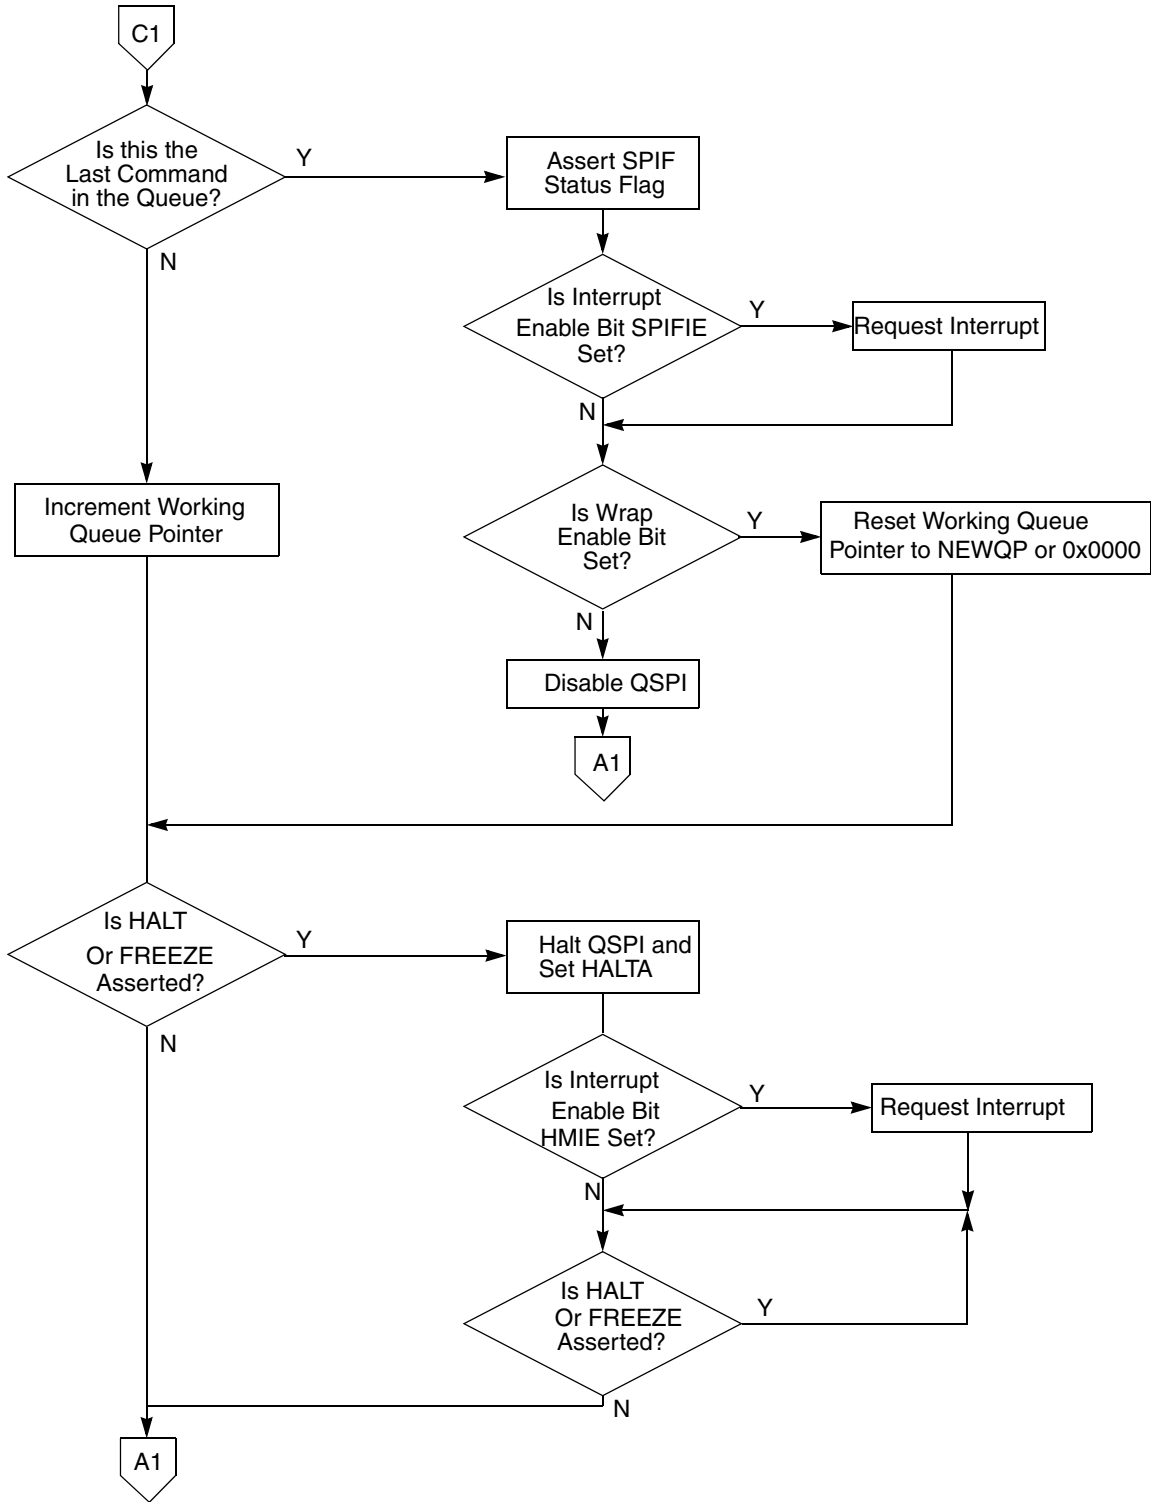 C1
Is this the
Last Command
in the Queue?
Y
N
Assert SPIF
Status Flag
Is Interrupt
Enable Bit SPIFIE
Set?
Y
Request Interrupt
N
Increment Working
Queue Pointer
Is Wrap
Enable Bit
Set?
Y
Reset Working Queue
Pointer to NEWQP or 0x0000
N
Disable QSPI
A1
Is HALT
Or FREEZE
Asserted?
Y
N
Halt QSPI and
Set HALTA
Is Interrupt
Enable Bit
HMIE Set?
Y
Request Interrupt
N
Is HALT
Or FREEZE
Asserted?
Y
N
A1